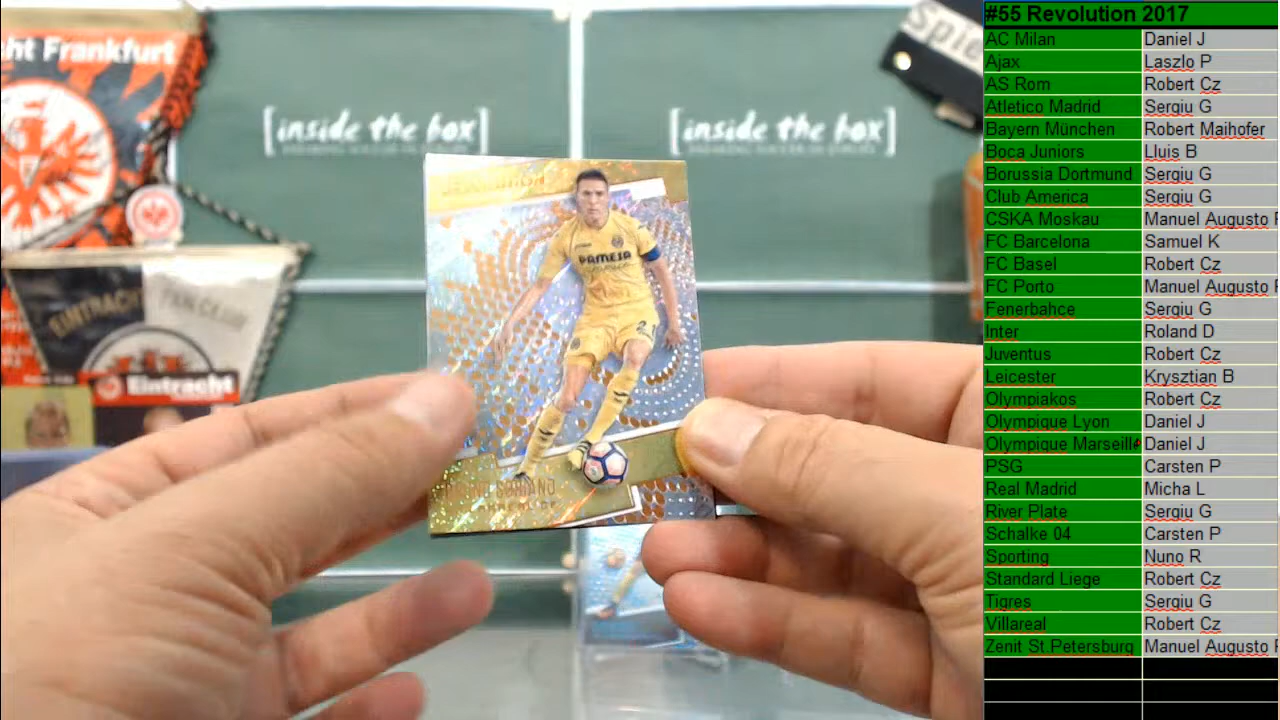 ht Frankfurt
Spie
[inside the box]
[inside the box]
EINTRACHT
FAN CLUB
Eintracht
PAMESA
#55 Revolution 2017
AC Milan Daniel J
Ajax Laszlo P
AS Rom Robert Cz
Atletico Madrid Sergiu G
Bayern München Robert Maihofer
Boca Juniors Lluis B
Borussia Dortmund Sergiu G
Club America Sergiu G
CSKA Moskau Manuel Augusto
FC Barcelona Samuel K
FC Basel Robert Cz
FC Porto Manuel Augusto
Fenerbahce Sergiu G
Inter Roland D
Juventus Robert Cz
Leicester Krysztian B
Olympiakos Robert Cz
Olympique Lyon Daniel J
Olympique Marseill Daniel J
PSG Carsten P
Real Madrid Micha L
River Plate Sergiu G
Schalke 04 Carsten P
Sporting Nuno R
Standard Liege Robert Cz
Tigres Sergiu G
Villareal Robert Cz
Zenit St.Petersburg Manuel Augusto